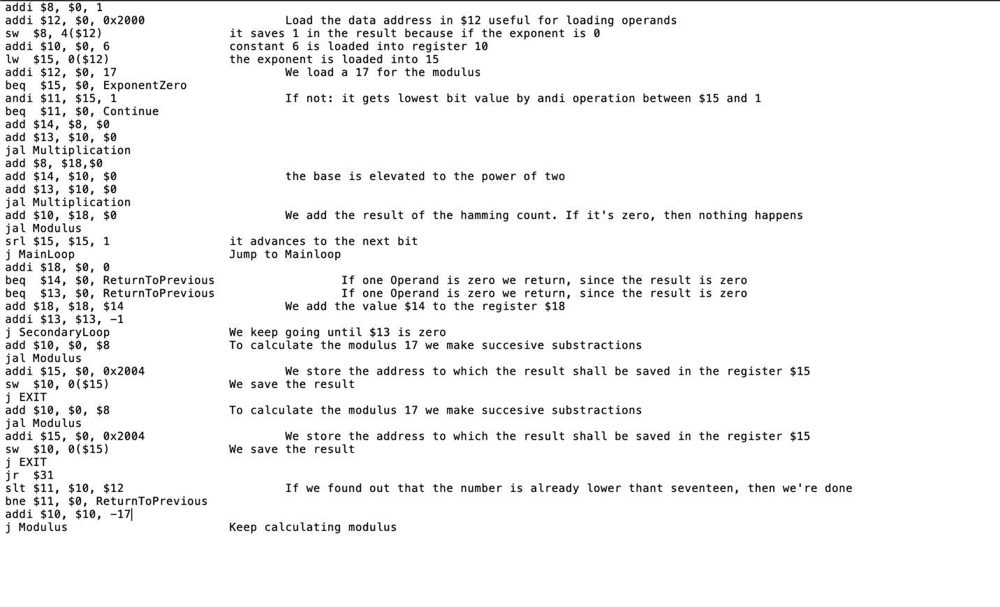 addi $8, $0, 1
addi $12, $0, 0x2000 Load the data address in $12 useful for loading operands
sw $8, 4($12) it saves 1 in the result because if the exponent is 0
addi $10, $0, 6 constant 6 is loaded into register 10
lw $15, 0($12) the exponent is loaded into 15
addi $12, $0, 17 We load a 17 for the modulus
beq $15, $0, ExponentZero
andi $11, $15, 1 If not: it gets lowest bit value by andi operation between $15 and 1
beq $11, $0, Continue
add $14, $8, $0
add $13, $10, $0
jal Multiplication
add $8, $18,$0
add $14, $10, $0 the base is elevated to the power of two
add $13, $10, $0
jal Multiplication
add $10, $18, $0 We add the result of the hamming count. If it's zero, then nothing happens
jal Modulus
srl $15, $15, 1 it advances to the next bit
j MainLoop Jump to Mainloop
addi $18, $0, 0
beq $14, $0, ReturnToPrevious If one Operand is zero we return, since the result is zero
beq $13, $0, ReturnToPrevious If one Operand is zero we return, since the result is zero
add $18, $18, $14 We add the value $14 to the register $18
addi $13, $13, -1
j SecondaryLoop We keep going until $13 is zero
add $10, $0, $8 To calculate the modulus 17 we make succesive substractions
jal Modulus
addi $15, $0, 0x2004 We store the address to which the result shall be saved in the register $15
sw $10, 0($15) We save the result
j EXIT
add $10, $0, $8 To calculate the modulus 17 we make succesive substractions
jal Modulus
addi $15, $0, 0x2004 We store the address to which the result shall be saved in the register $15
sw $10, 0($15) We save the result
j EXIT
jr $31
slt $11, $10, $12 If we found out that the number is already lower thant seventeen, then we're done
bne $11, $0, ReturnToPrevious
addi $10, $10, -17
j Modulus Keep calculating modulus